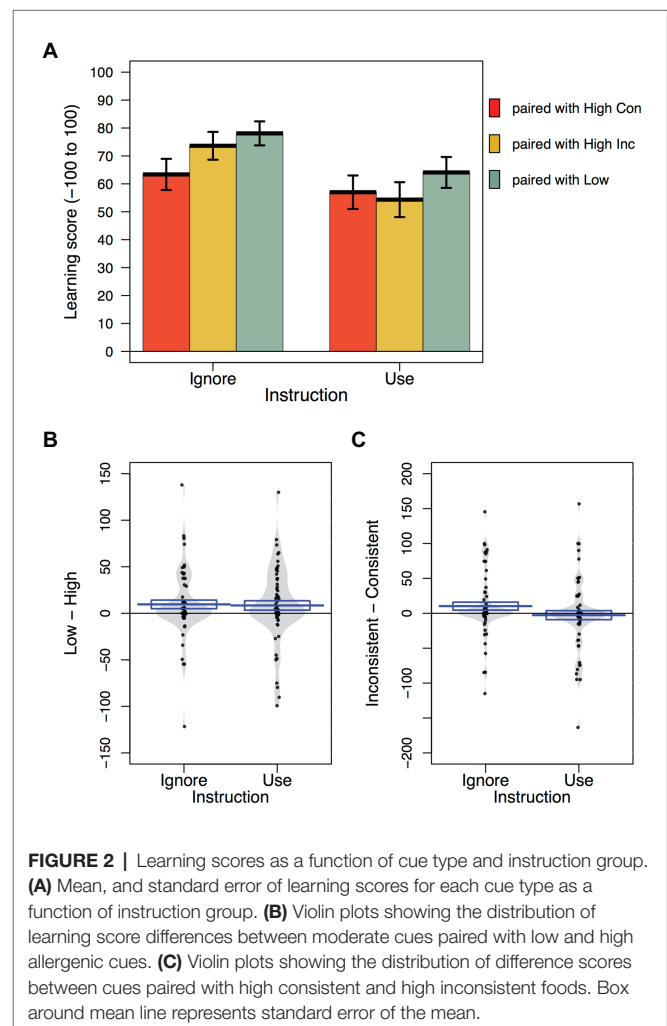 A
100
90
80
70
60
50
40
30
20
10
0
Learning score (−100 to 100)
Ignore
Use
Instruction
paired with High Con
paired with High Inc
paired with Low
B
150
100
50
0
−50
−100
−150
Low − High
Ignore
Use
Instruction
C
200
100
50
0
−100
−200
Inconsistent − Consistent
Ignore
Use
Instruction
FIGURE 2 | Learning scores as a function of cue type and instruction group.
(A) Mean, and standard error of learning scores for each cue type as a
function of instruction group. (B) Violin plots showing the distribution of
learning score differences between moderate cues paired with low and high
allergenic cues. (C) Violin plots showing the distribution of difference scores
between cues paired with high consistent and high inconsistent foods. Box
around mean line represents standard error of the mean.